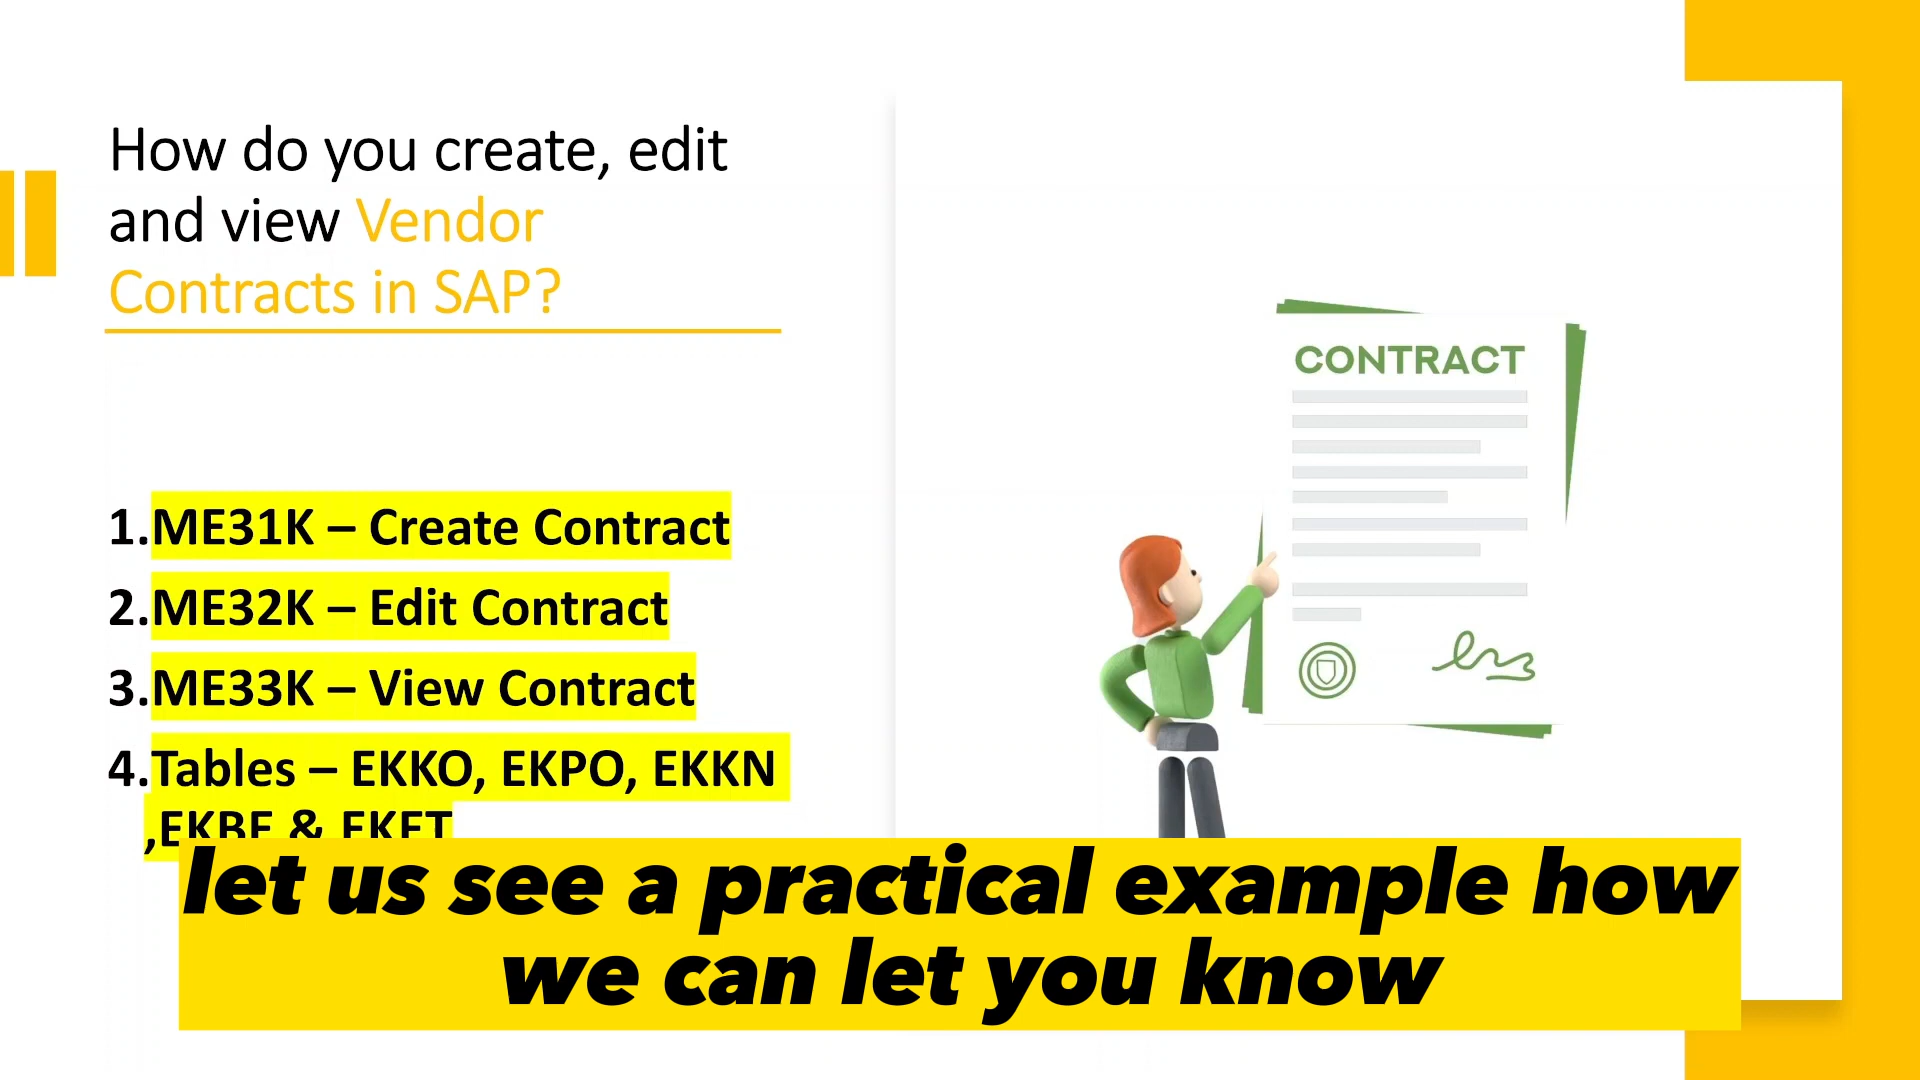 How do you create, edit
and view Vendor
Contracts in SAP?
1.ME31K – Create Contract
2.ME32K – Edit Contract
3.ME33K – View Contract
4.Tables – EKKO, EKPO, EKKN
,EKBE & EKET
CONTRACT
let us see a practical example how
we can let you know